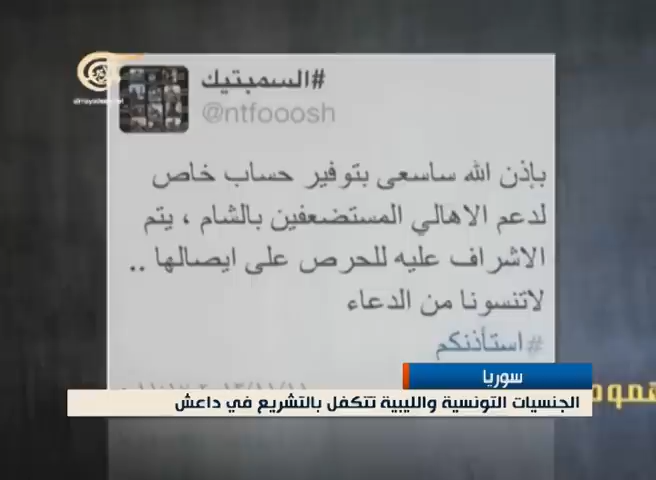 #السمبتيك
@ntfooosh
بإذن الله ساسعى بتوفير حساب خاص
لدعم الاهالي المستضعفين بالشام ، يتم
الاشراف عليه للحرص على ايصالها ..
لاتنسونا من الدعاء
#استأذنكم
سوريا
الجنسيات التونسية والليبية تتكفل بالتشريع في داعش